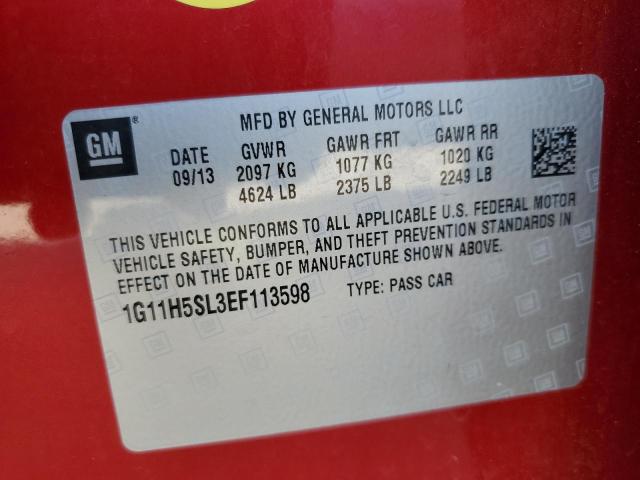 GM ®
MFD BY GENERAL MOTORS LLC
DATE GVWR GAWR FRT GAWR RR
09/13 2097 KG 1077 KG 1020 KG
4624 LB 2375 LB 2249 LB
THIS VEHICLE CONFORMS TO ALL APPLICABLE U.S. FEDERAL MOTOR
VEHICLE SAFETY, BUMPER, AND THEFT PREVENTION STANDARDS IN
EFFECT ON THE DATE OF MANUFACTURE SHOWN ABOVE.
1G11H5SL3EF113598 TYPE: PASS CAR